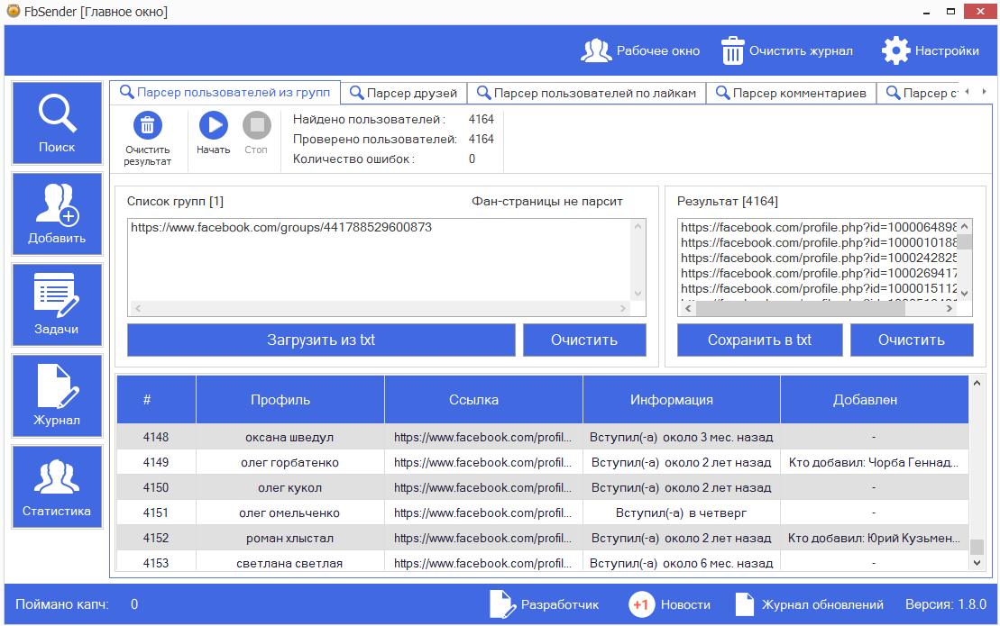 FbSender [Главное окно]
Рабочее окно
Очистить журнал
Настройки
Поиск
Добавить
Задачи
Журнал
Статистика
Парсер пользователей из групп
Парсер друзей
Парсер пользователей по лайкам
Парсер комментариев
Парсер с
Очистить
результат
Начать
Стоп
Найдено пользователей : 4164
Проверено пользователей: 4164
Количество ошибок : 0
Список групп [1]
Фан-страницы не парсит
https://www.facebook.com/groups/441788529600873
Загрузить из txt
Очистить
Результат [4164]
https://facebook.com/profile.php?id=1000064898
https://facebook.com/profile.php?id=1000010188
https://facebook.com/profile.php?id=1000242825
https://facebook.com/profile.php?id=1000269417
https://facebook.com/profile.php?id=1000015112
Сохранить в txt
Очистить
# Профиль Ссылка Информация Добавлен
4148 оксана шведул https://www.facebook.com/profil... Вступил(-а) около 3 мес. назад -
4149 олег горбатенко https://www.facebook.com/profil... Вступил(-а) около 2 лет назад Кто добавил: Чорба Геннад...
4150 олег кукол https://www.facebook.com/profil... Вступил(-а) около 2 лет назад -
4151 олег омельченко https://www.facebook.com/profil... Вступил(-а) в четверг -
4152 роман хлыстал https://www.facebook.com/profil... Вступил(-а) около 2 лет назад Кто добавил: Юрий Кузьмен...
4153 светлана светлая https://www.facebook.com/profil... Вступил(-а) около 6 мес. назад -
Поймано капч: 0
Разработчик
+1 Новости
Журнал обновлений
Версия: 1.8.0